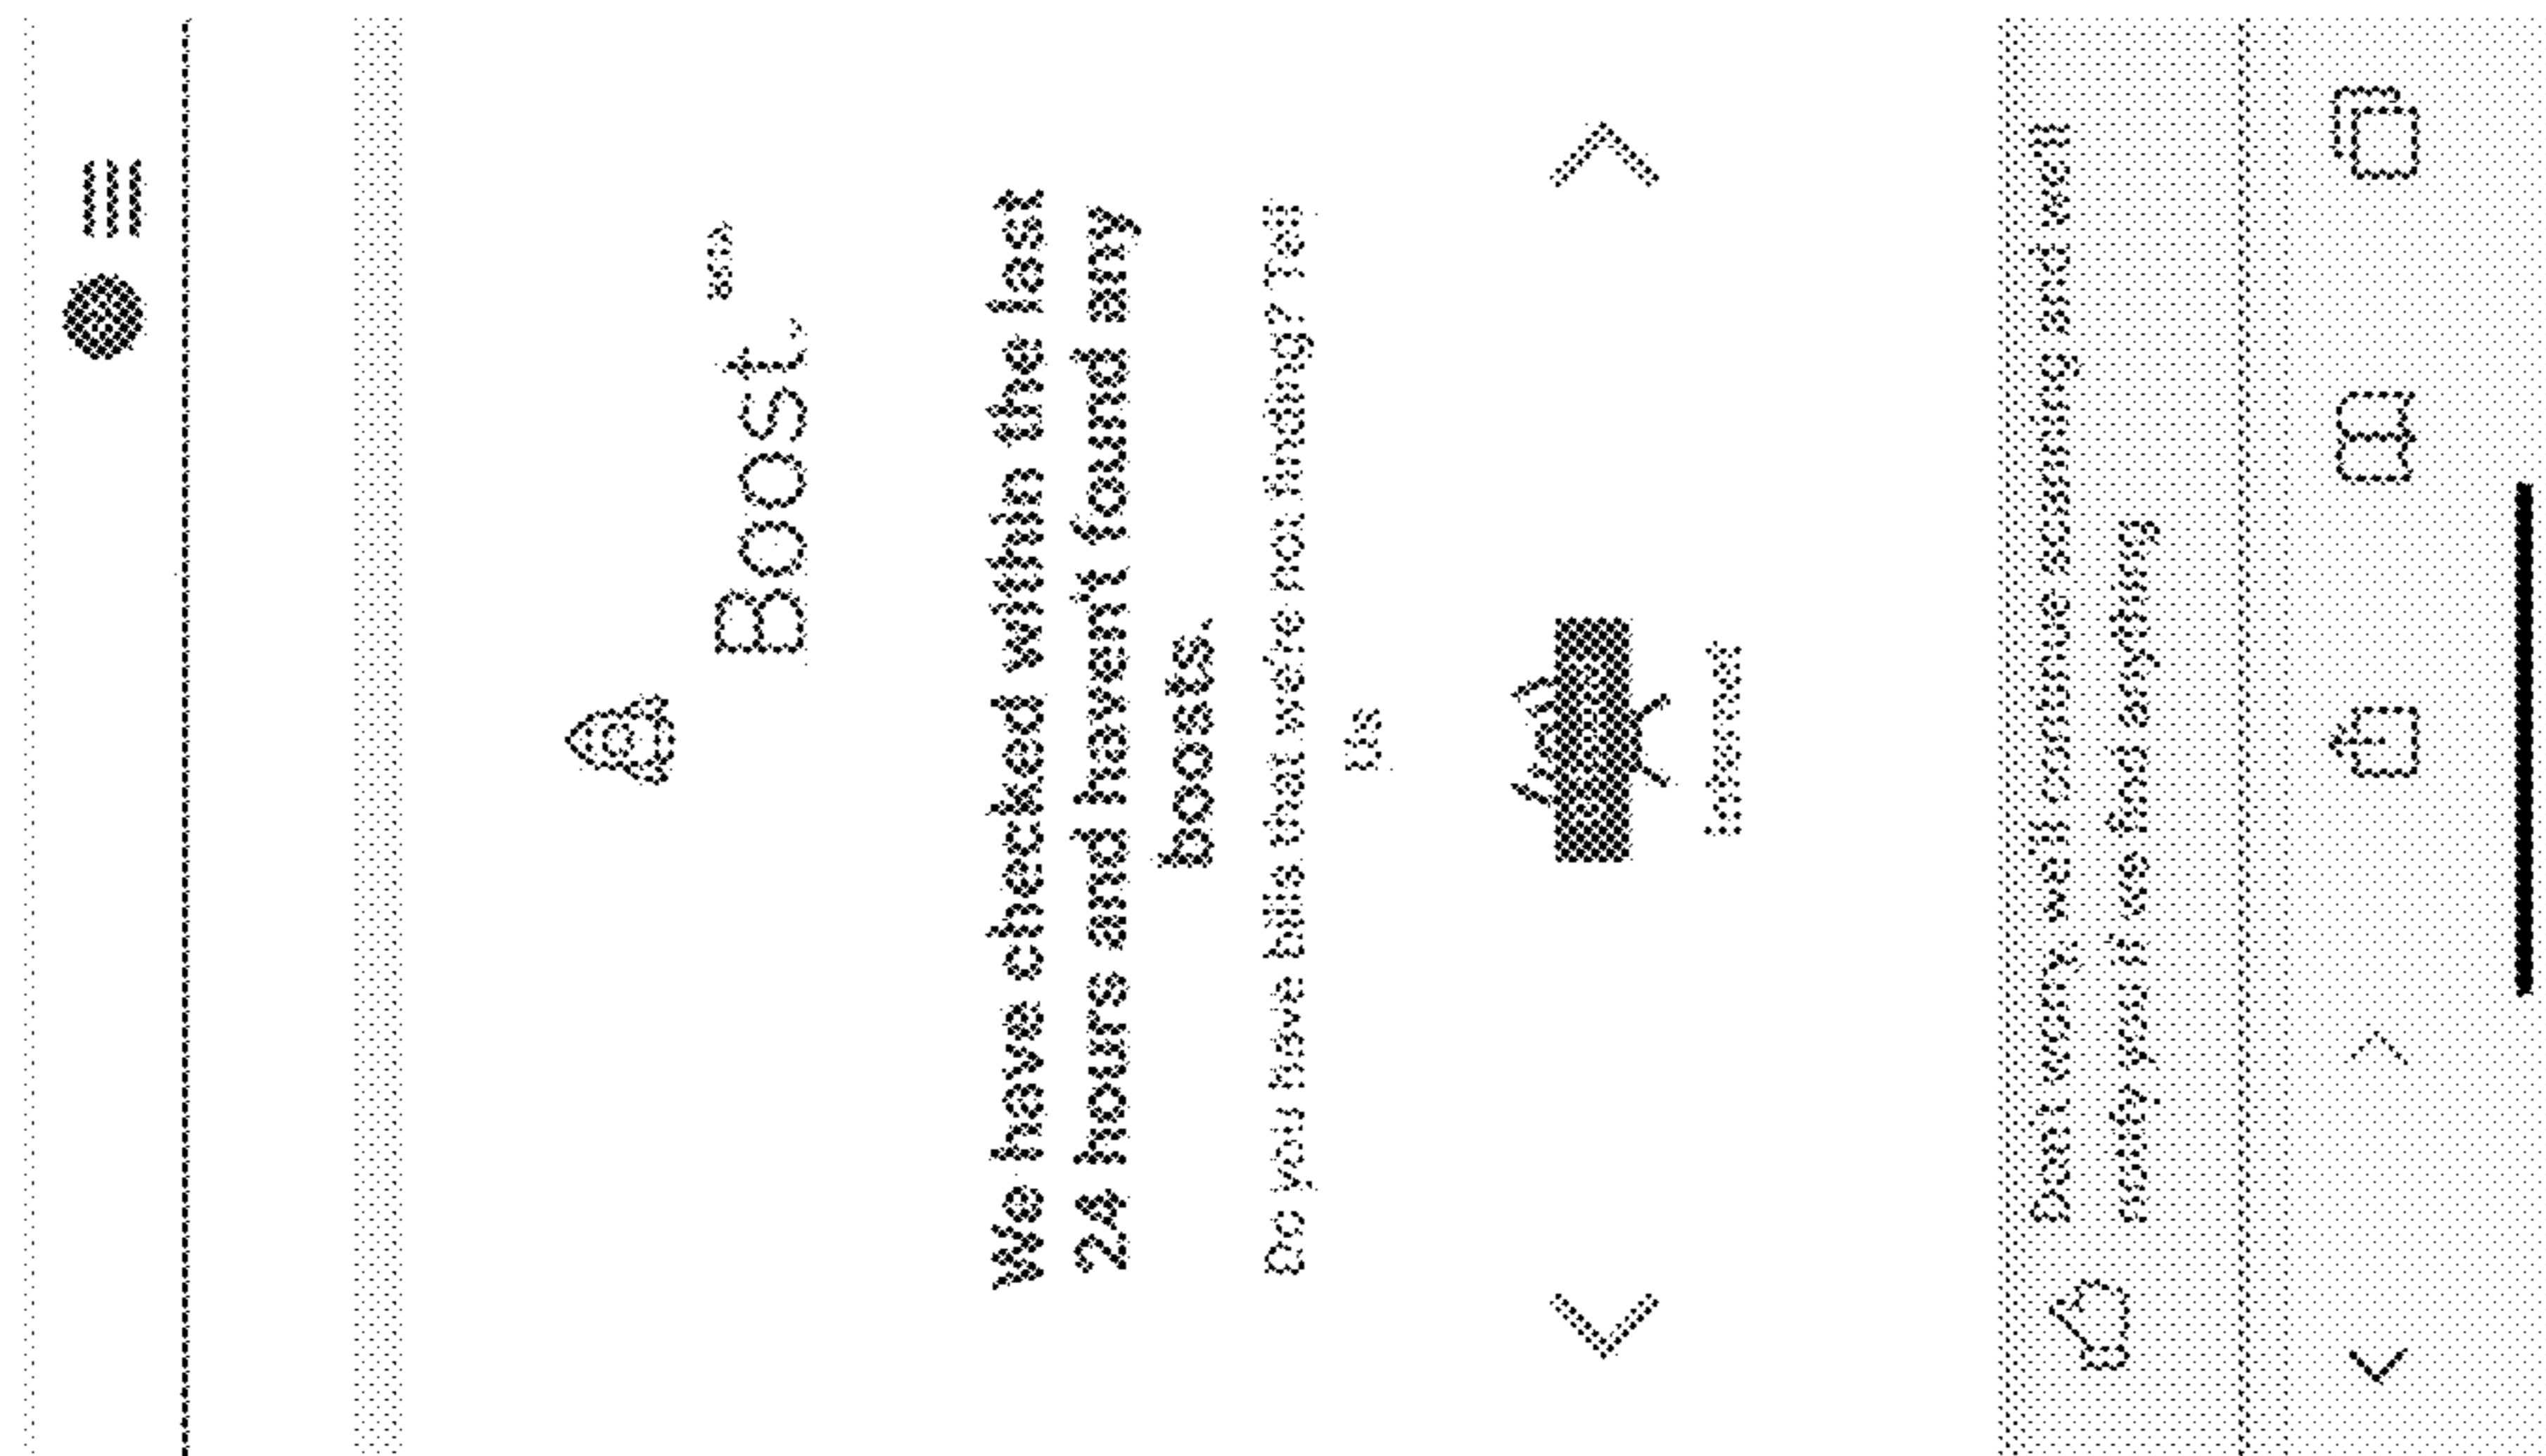 Boost
We have checked within the last
24 hours and haven't found any
boosts.
Do you have bills that we're not finding? Tell
us
Internet
Don't worry, we'll continue scanning and we'll
notify you if we find anything